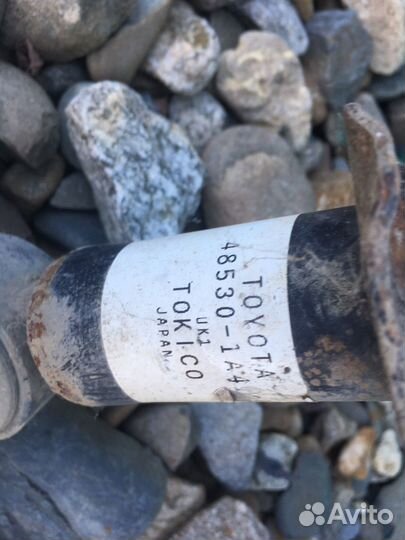 TOYOTA
48530-1A4
UK1
TOKICO
JAPAN
Avito